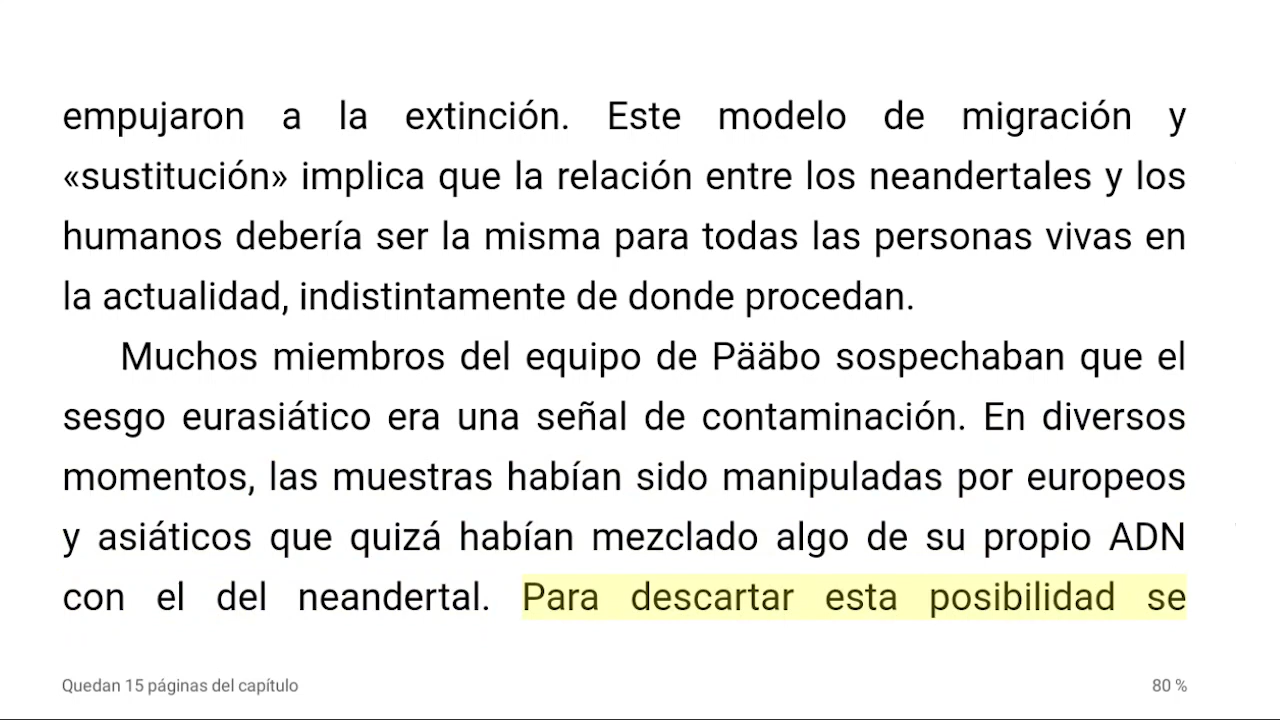 empujaron a la extinción. Este modelo de migración y
«sustitución» implica que la relación entre los neandertales y los
humanos debería ser la misma para todas las personas vivas en
la actualidad, indistintamente de donde procedan.
Muchos miembros del equipo de Pääbo sospechaban que el
sesgo eurasiático era una señal de contaminación. En diversos
momentos, las muestras habían sido manipuladas por europeos
y asiáticos que quizá habían mezclado algo de su propio ADN
con el del neandertal. Para descartar esta posibilidad se
Quedan 15 páginas del capítulo
80 %